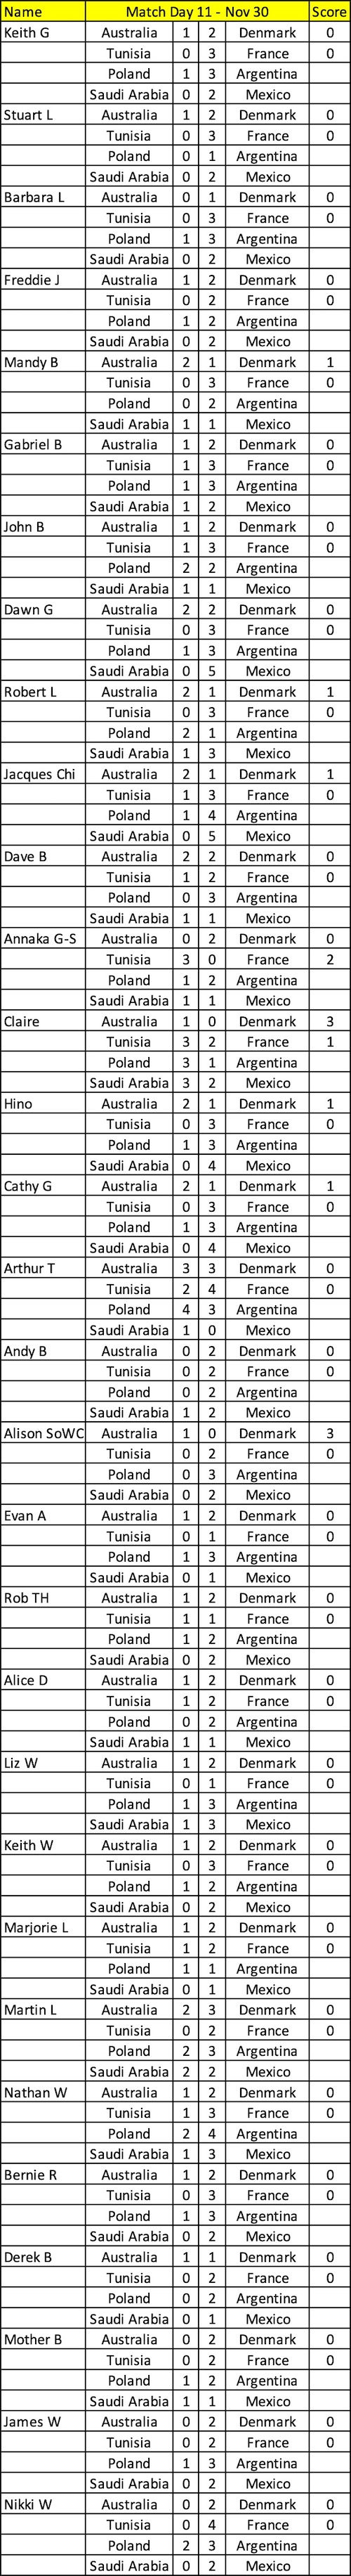 Name Match Day 11 - Nov 30 Score
Keith G Australia 1 2 Denmark 0
Tunisia 0 3 France 0
Poland 1 3 Argentina
Saudi Arabia 0 2 Mexico
Stuart L Australia 1 2 Denmark 0
Tunisia 0 3 France 0
Poland 0 1 Argentina
Saudi Arabia 0 2 Mexico
Barbara L Australia 0 1 Denmark 0
Tunisia 0 3 France 0
Poland 1 3 Argentina
Saudi Arabia 0 2 Mexico
Freddie J Australia 1 2 Denmark 0
Tunisia 0 2 France 0
Poland 1 2 Argentina
Saudi Arabia 0 2 Mexico
Mandy B Australia 2 1 Denmark 1
Tunisia 0 3 France 0
Poland 0 2 Argentina
Saudi Arabia 1 1 Mexico
Gabriel B Australia 1 2 Denmark 0
Tunisia 1 3 France 0
Poland 1 3 Argentina
Saudi Arabia 1 2 Mexico
John B Australia 1 2 Denmark 0
Tunisia 1 3 France 0
Poland 2 2 Argentina
Saudi Arabia 1 1 Mexico
Dawn G Australia 2 2 Denmark 0
Tunisia 0 3 France 0
Poland 1 3 Argentina
Saudi Arabia 0 5 Mexico
Robert L Australia 2 1 Denmark 1
Tunisia 0 3 France 0
Poland 2 1 Argentina
Saudi Arabia 1 3 Mexico
Jacques Chi Australia 2 1 Denmark 1
Tunisia 1 3 France 0
Poland 1 4 Argentina
Saudi Arabia 0 5 Mexico
Dave B Australia 2 2 Denmark 0
Tunisia 1 2 France 0
Poland 0 3 Argentina
Saudi Arabia 1 1 Mexico
Annaka G-S Australia 0 2 Denmark 0
Tunisia 3 0 France 2
Poland 1 2 Argentina
Saudi Arabia 1 1 Mexico
Claire Australia 1 0 Denmark 3
Tunisia 3 2 France 1
Poland 3 1 Argentina
Saudi Arabia 3 2 Mexico
Hino Australia 2 1 Denmark 1
Tunisia 0 3 France 0
Poland 1 3 Argentina
Saudi Arabia 0 4 Mexico
Cathy G Australia 2 1 Denmark 1
Tunisia 0 3 France 0
Poland 1 3 Argentina
Saudi Arabia 0 4 Mexico
Arthur T Australia 3 3 Denmark 0
Tunisia 2 4 France 0
Poland 4 3 Argentina
Saudi Arabia 1 0 Mexico
Andy B Australia 0 2 Denmark 0
Tunisia 0 2 France 0
Poland 0 2 Argentina
Saudi Arabia 1 2 Mexico
Alison SoWC Australia 1 0 Denmark 3
Tunisia 0 2 France 0
Poland 0 3 Argentina
Saudi Arabia 0 2 Mexico
Evan A Australia 1 2 Denmark 0
Tunisia 0 1 France 0
Poland 1 3 Argentina
Saudi Arabia 0 1 Mexico
Rob TH Australia 1 2 Denmark 0
Tunisia 1 1 France 0
Poland 1 2 Argentina
Saudi Arabia 0 2 Mexico
Alice D Australia 1 2 Denmark 0
Tunisia 1 2 France 0
Poland 0 2 Argentina
Saudi Arabia 1 1 Mexico
Liz W Australia 1 2 Denmark 0
Tunisia 0 1 France 0
Poland 1 3 Argentina
Saudi Arabia 1 3 Mexico
Keith W Australia 1 2 Denmark 0
Tunisia 0 3 France 0
Poland 1 2 Argentina
Saudi Arabia 0 2 Mexico
Marjorie L Australia 1 2 Denmark 0
Tunisia 1 2 France 0
Poland 1 1 Argentina
Saudi Arabia 0 1 Mexico
Martin L Australia 2 3 Denmark 0
Tunisia 0 2 France 0
Poland 2 3 Argentina
Saudi Arabia 2 2 Mexico
Nathan W Australia 1 2 Denmark 0
Tunisia 1 3 France 0
Poland 2 4 Argentina
Saudi Arabia 1 3 Mexico
Bernie R Australia 1 2 Denmark 0
Tunisia 0 3 France 0
Poland 1 3 Argentina
Saudi Arabia 0 2 Mexico
Derek B Australia 1 1 Denmark 0
Tunisia 0 2 France 0
Poland 0 2 Argentina
Saudi Arabia 0 1 Mexico
Mother B Australia 0 2 Denmark 0
Tunisia 0 2 France 0
Poland 1 2 Argentina
Saudi Arabia 1 1 Mexico
James W Australia 0 2 Denmark 0
Tunisia 0 2 France 0
Poland 1 3 Argentina
Saudi Arabia 0 2 Mexico
Nikki W Australia 0 2 Denmark 0
Tunisia 0 4 France 0
Poland 2 3 Argentina
Saudi Arabia 0 2 Mexico